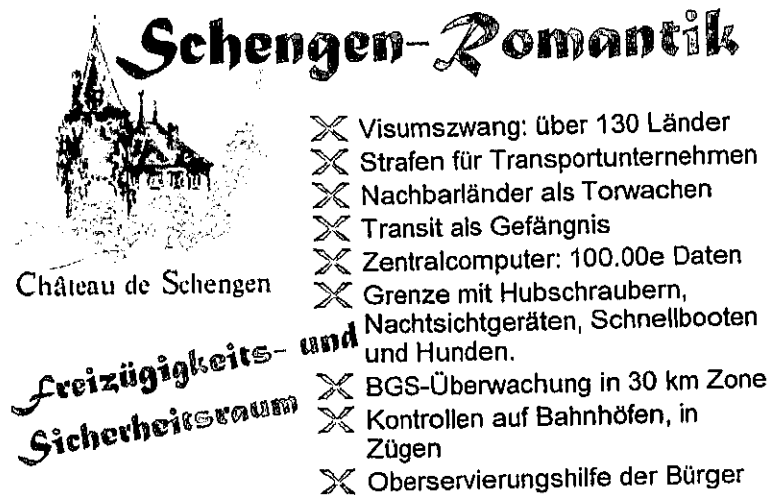 Schengen-Romantik
Visumszwang: über 130 Länder
Strafen für Transportunternehmen
Nachbarländer als Torwachen
Transit als Gefängnis
Zentralcomputer: 100.00e Daten
Grenze mit Hubschraubern,
Nachtsichtgeräten, Schnellbooten
und Hunden.
BGS-Überwachung in 30 km Zone
Kontrollen auf Bahnhöfen, in
Zügen
Oberservierungshilfe der Bürger
Château de Schengen
Freizügigkeits- und
Sicherheitsraum